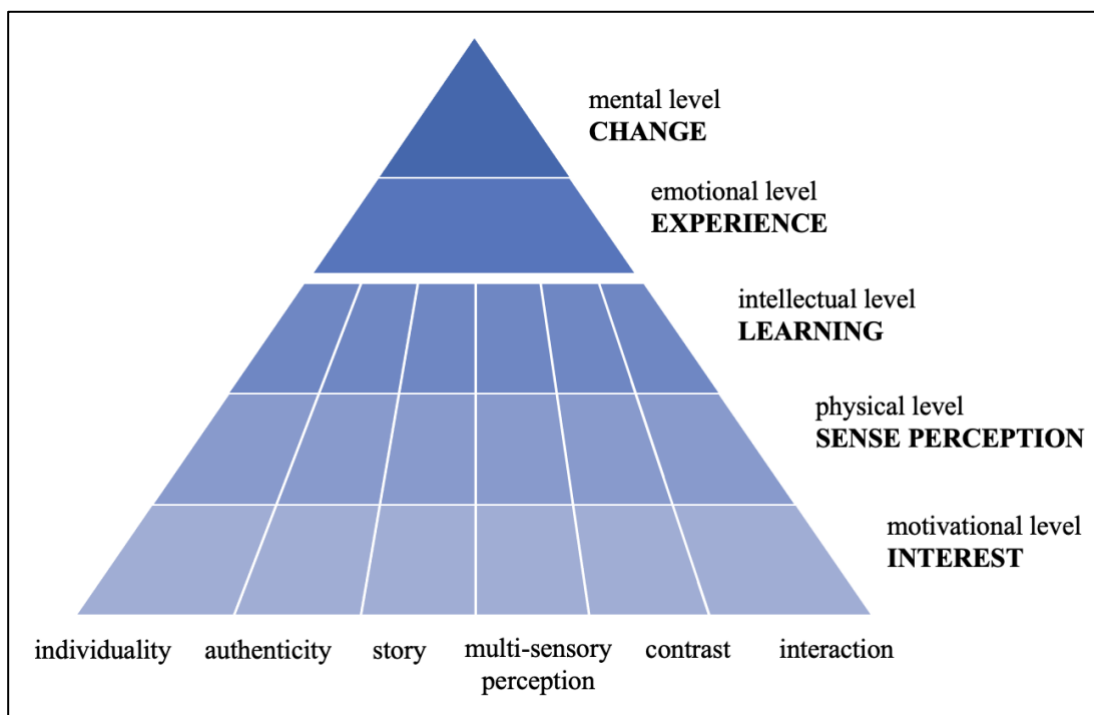 mental level
CHANGE
emotional level
EXPERIENCE
intellectual level
LEARNING
physical level
SENSE PERCEPTION
motivational level
INTEREST
individuality authenticity story multi-sensory contrast interaction
perception